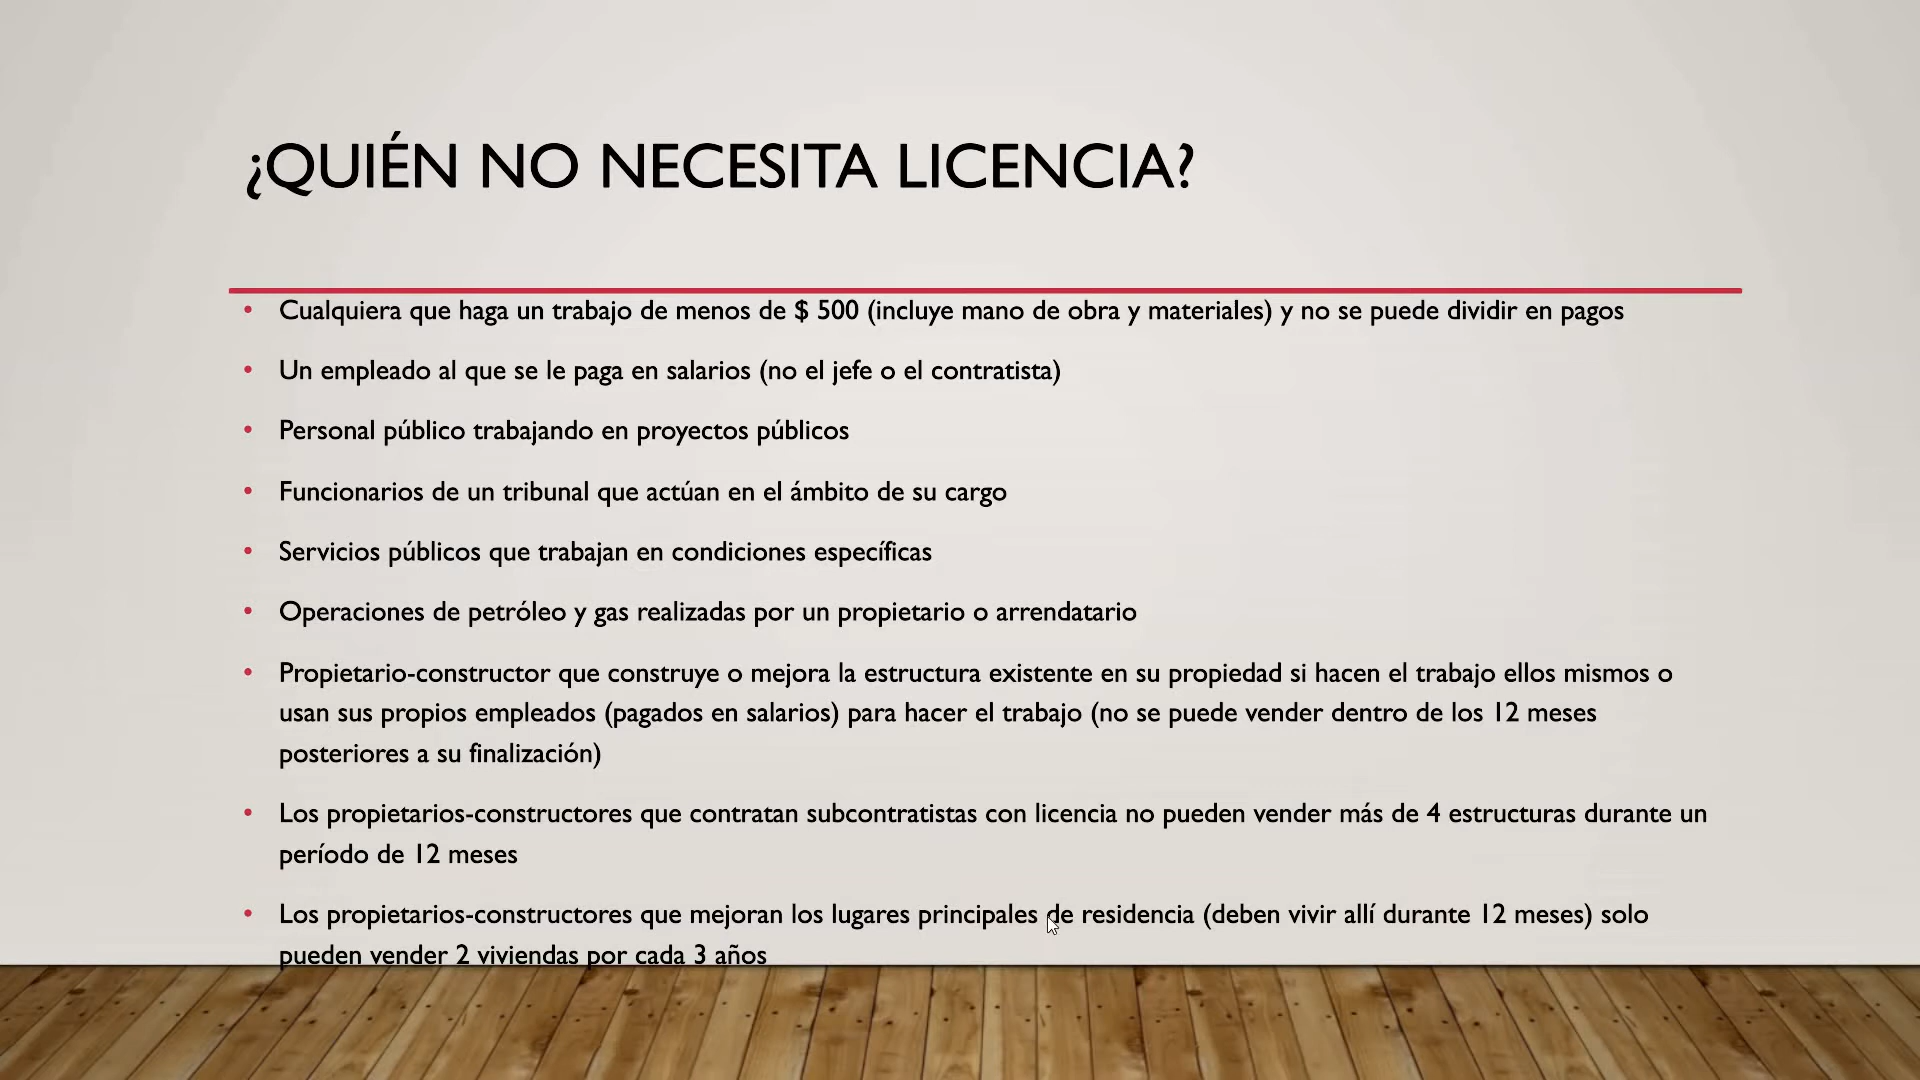 ¿QUIÉN NO NECESITA LICENCIA?
• Cualquiera que haga un trabajo de menos de $ 500 (incluye mano de obra y materiales) y no se puede dividir en pagos
• Un empleado al que se le paga en salarios (no el jefe o el contratista)
• Personal público trabajando en proyectos públicos
• Funcionarios de un tribunal que actúan en el ámbito de su cargo
• Servicios públicos que trabajan en condiciones específicas
• Operaciones de petróleo y gas realizadas por un propietario o arrendatario
• Propietario-constructor que construye o mejora la estructura existente en su propiedad si hacen el trabajo ellos mismos o
usan sus propios empleados (pagados en salarios) para hacer el trabajo (no se puede vender dentro de los 12 meses
posteriores a su finalización)
• Los propietarios-constructores que contratan subcontratistas con licencia no pueden vender más de 4 estructuras durante un
período de 12 meses
• Los propietarios-constructores que mejoran los lugares principales de residencia (deben vivir allí durante 12 meses) solo
pueden vender 2 viviendas por cada 3 años